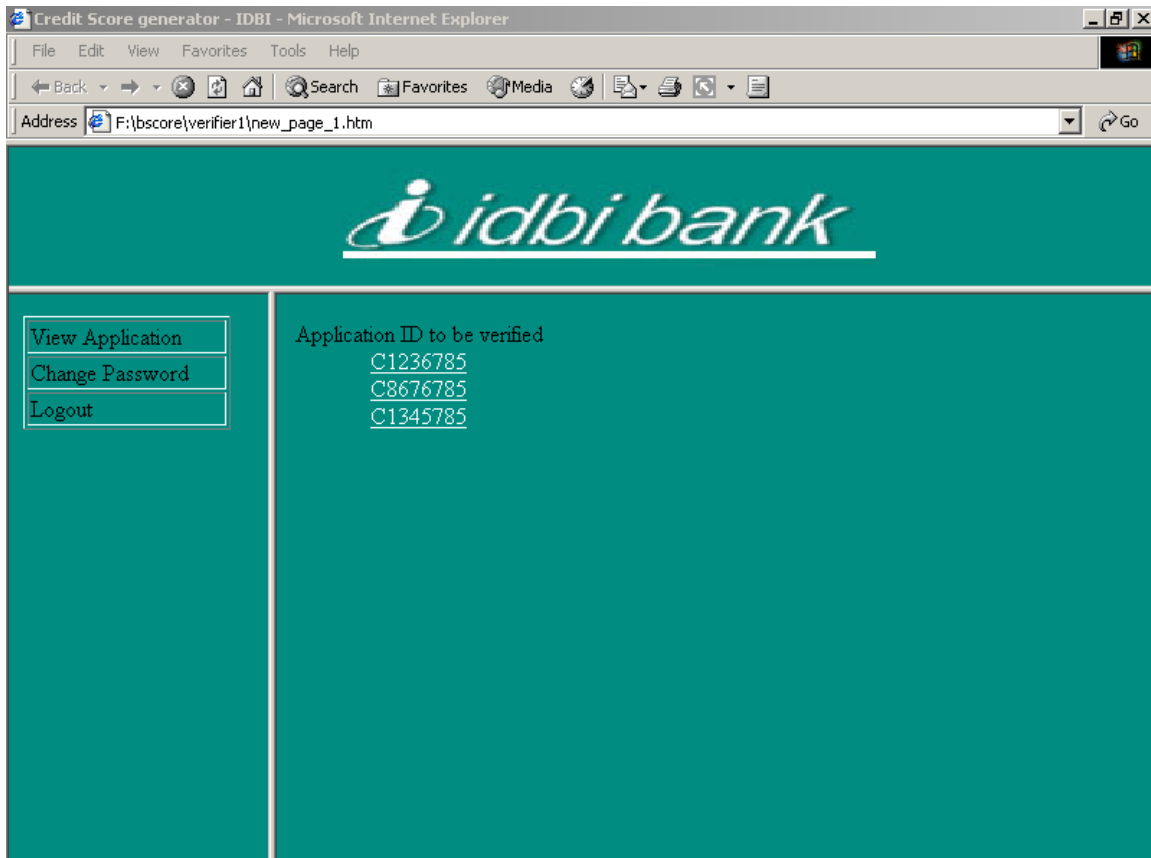 Credit Score generator - IDBI - Microsoft Internet Explorer
File Edit View Favorites Tools Help
Back Search Favorites Media
Address F:\bscore\verifier1\new_page_1.htm Go
idbi bank
View Application
Change Password
Logout
Application ID to be verified
C1236785
C8676785
C1345785